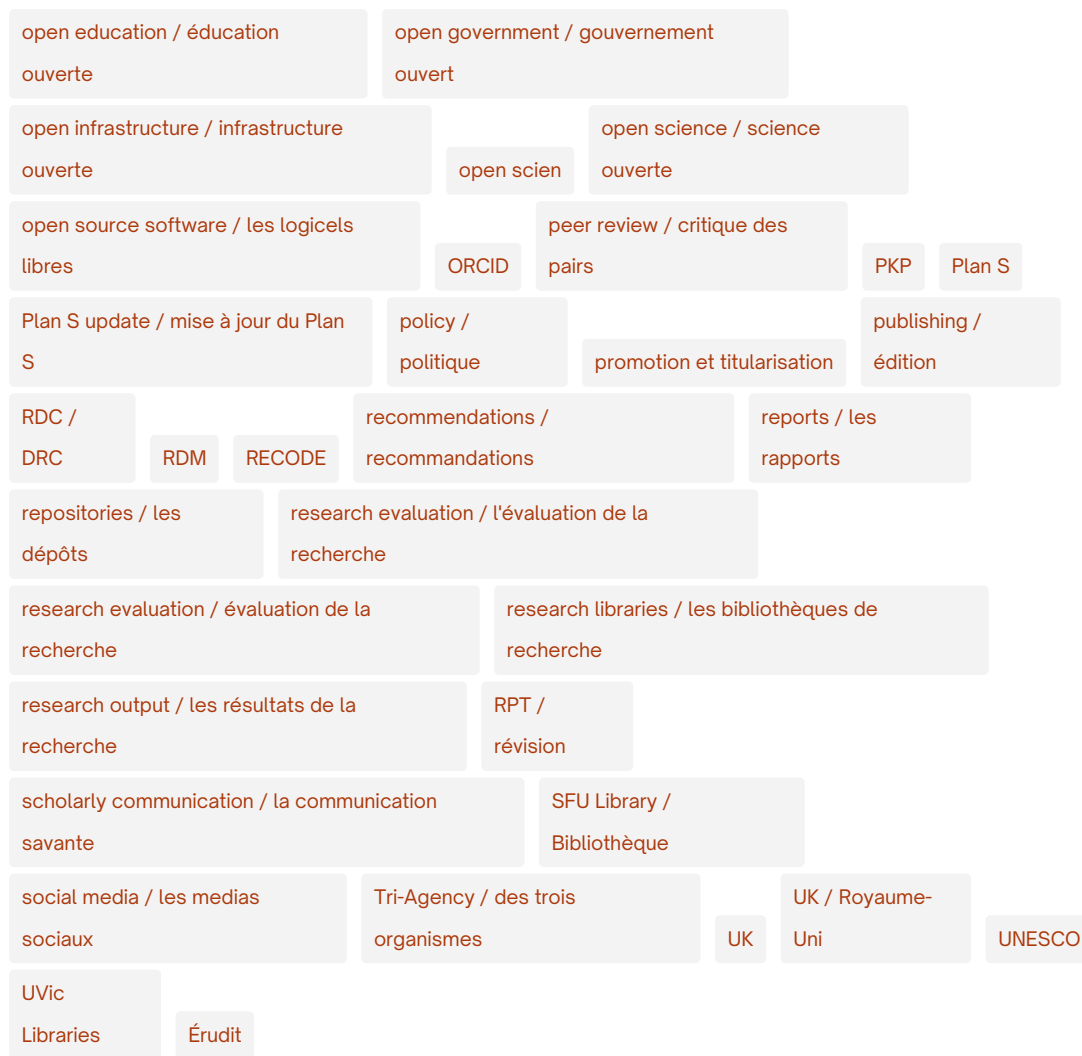 open education / éducation
ouverte
open government / gouvernement
ouvert
open infrastructure / infrastructure
ouverte
open scien
open science / science
ouverte
open source software / les logicels
libres
ORCID
peer review / critique des
pairs
PKP
Plan S
Plan S update / mise à jour du Plan
S
policy /
politique
promotion et titularisation
publishing /
édition
RDC /
DRC
RDM
RECODE
recommendations /
recommandations
reports / les
rapports
repositories / les
dépôts
research evaluation / l'évaluation de la
recherche
research evaluation / évaluation de la
recherche
research libraries / les bibliothèques de
recherche
research output / les résultats de la
recherche
RPT /
révision
scholarly communication / la communication
savante
SFU Library /
Bibliothèque
social media / les medias
sociaux
Tri-Agency / des trois
organismes
UK
UK / Royaume-
Uni
UNESCO
UVic
Libraries
Érudit